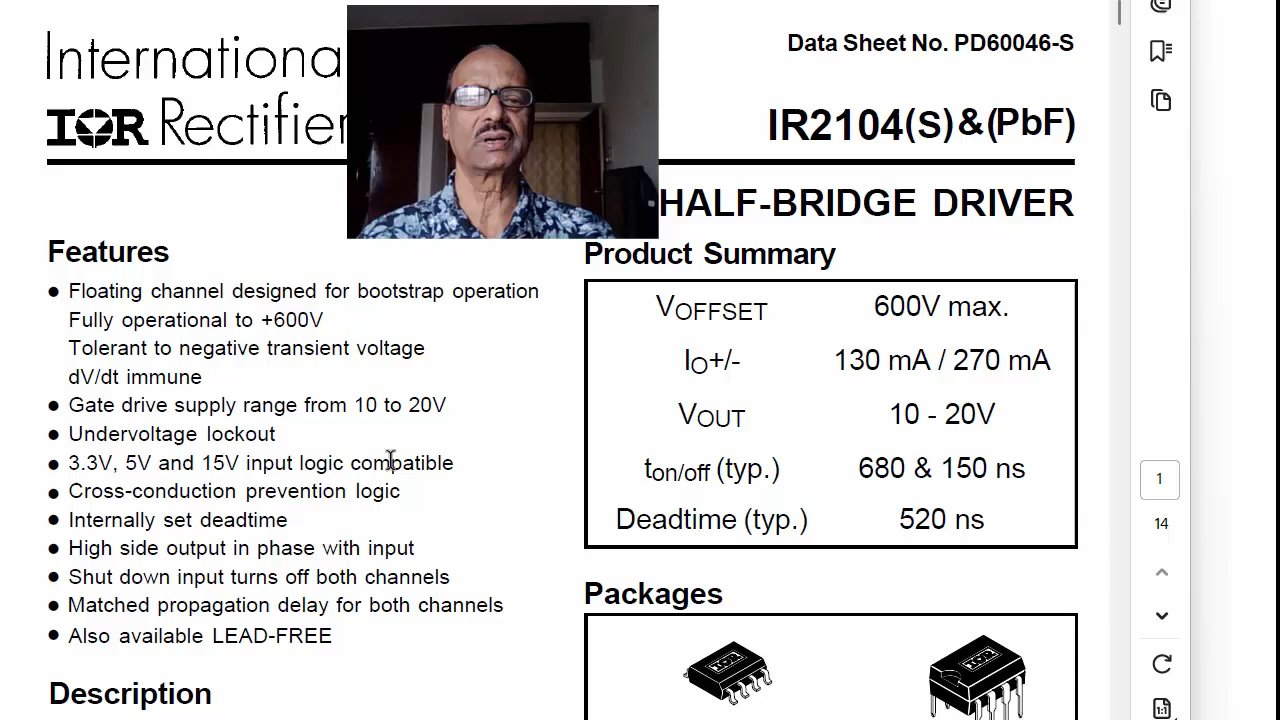 International
IOR Rectifier
Data Sheet No. PD60046-S
IR2104(S)&(PbF)
HALF-BRIDGE DRIVER
Features
● Floating channel designed for bootstrap operation
Fully operational to +600V
Tolerant to negative transient voltage
dV/dt immune
● Gate drive supply range from 10 to 20V
● Undervoltage lockout
● 3.3V, 5V and 15V input logic compatible
● Cross-conduction prevention logic
● Internally set deadtime
● High side output in phase with input
● Shut down input turns off both channels
● Matched propagation delay for both channels
● Also available LEAD-FREE
Description
Product Summary
VOFFSET 600V max.
IO+/- 130 mA / 270 mA
VOUT 10 - 20V
ton/off (typ.) 680 & 150 ns
Deadtime (typ.) 520 ns
Packages
IOR
IOR
1
14
1:1